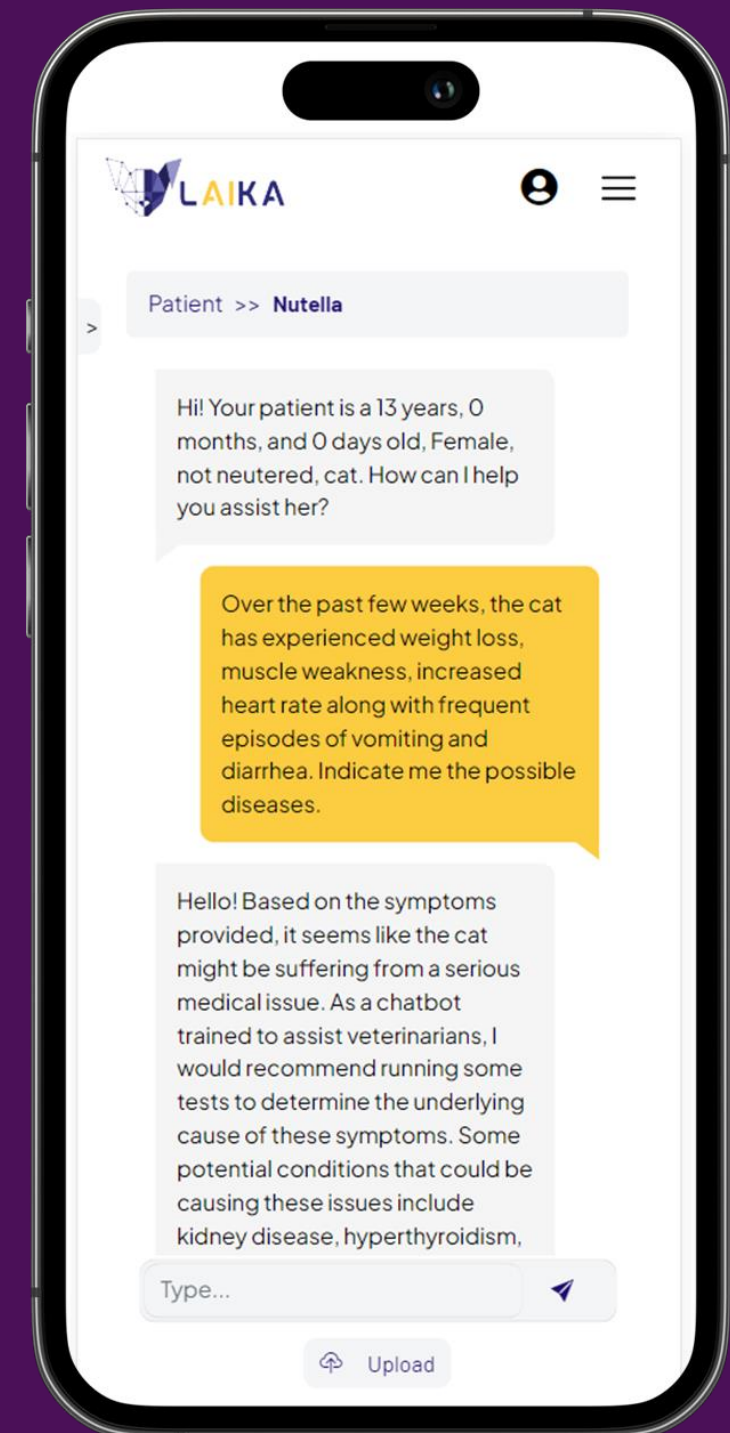 LAIKA
Patient >> Nutella
>
Hi! Your patient is a 13 years, 0
months, and 0 days old, Female,
not neutered, cat. How can I help
you assist her?
Over the past few weeks, the cat
has experienced weight loss,
muscle weakness, increased
heart rate along with frequent
episodes of vomiting and
diarrhea. Indicate me the possible
diseases.
Hello! Based on the symptoms
provided, it seems like the cat
might be suffering from a serious
medical issue. As a chatbot
trained to assist veterinarians, I
would recommend running some
tests to determine the underlying
cause of these symptoms. Some
potential conditions that could be
causing these issues include
kidney disease, hyperthyroidism,
Type...
Upload